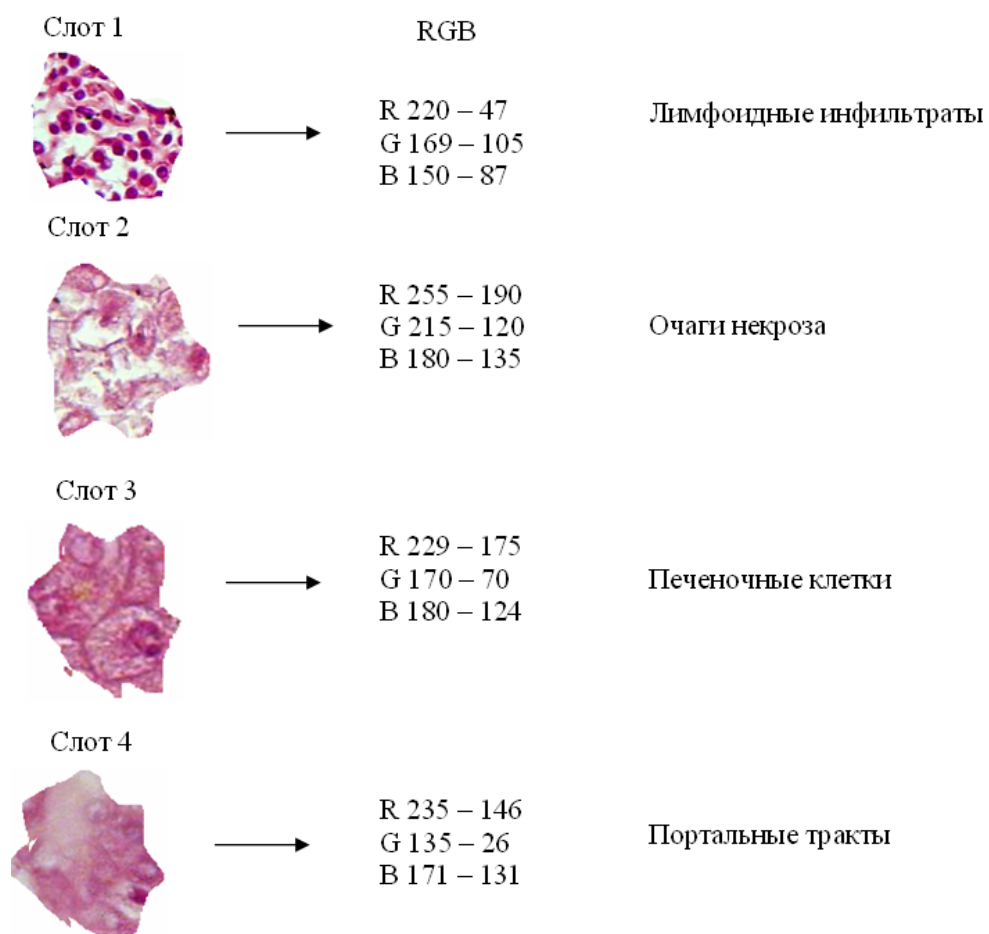 Слот 1
RGB
R 220 – 47
G 169 – 105
B 150 – 87
Лимфоидные инфильтраты
Слот 2
R 255 – 190
G 215 – 120
B 180 – 135
Очаги некроза
Слот 3
R 229 – 175
G 170 – 70
B 180 – 124
Печеночные клетки
Слот 4
R 235 – 146
G 135 – 26
B 171 – 131
Портальные тракты